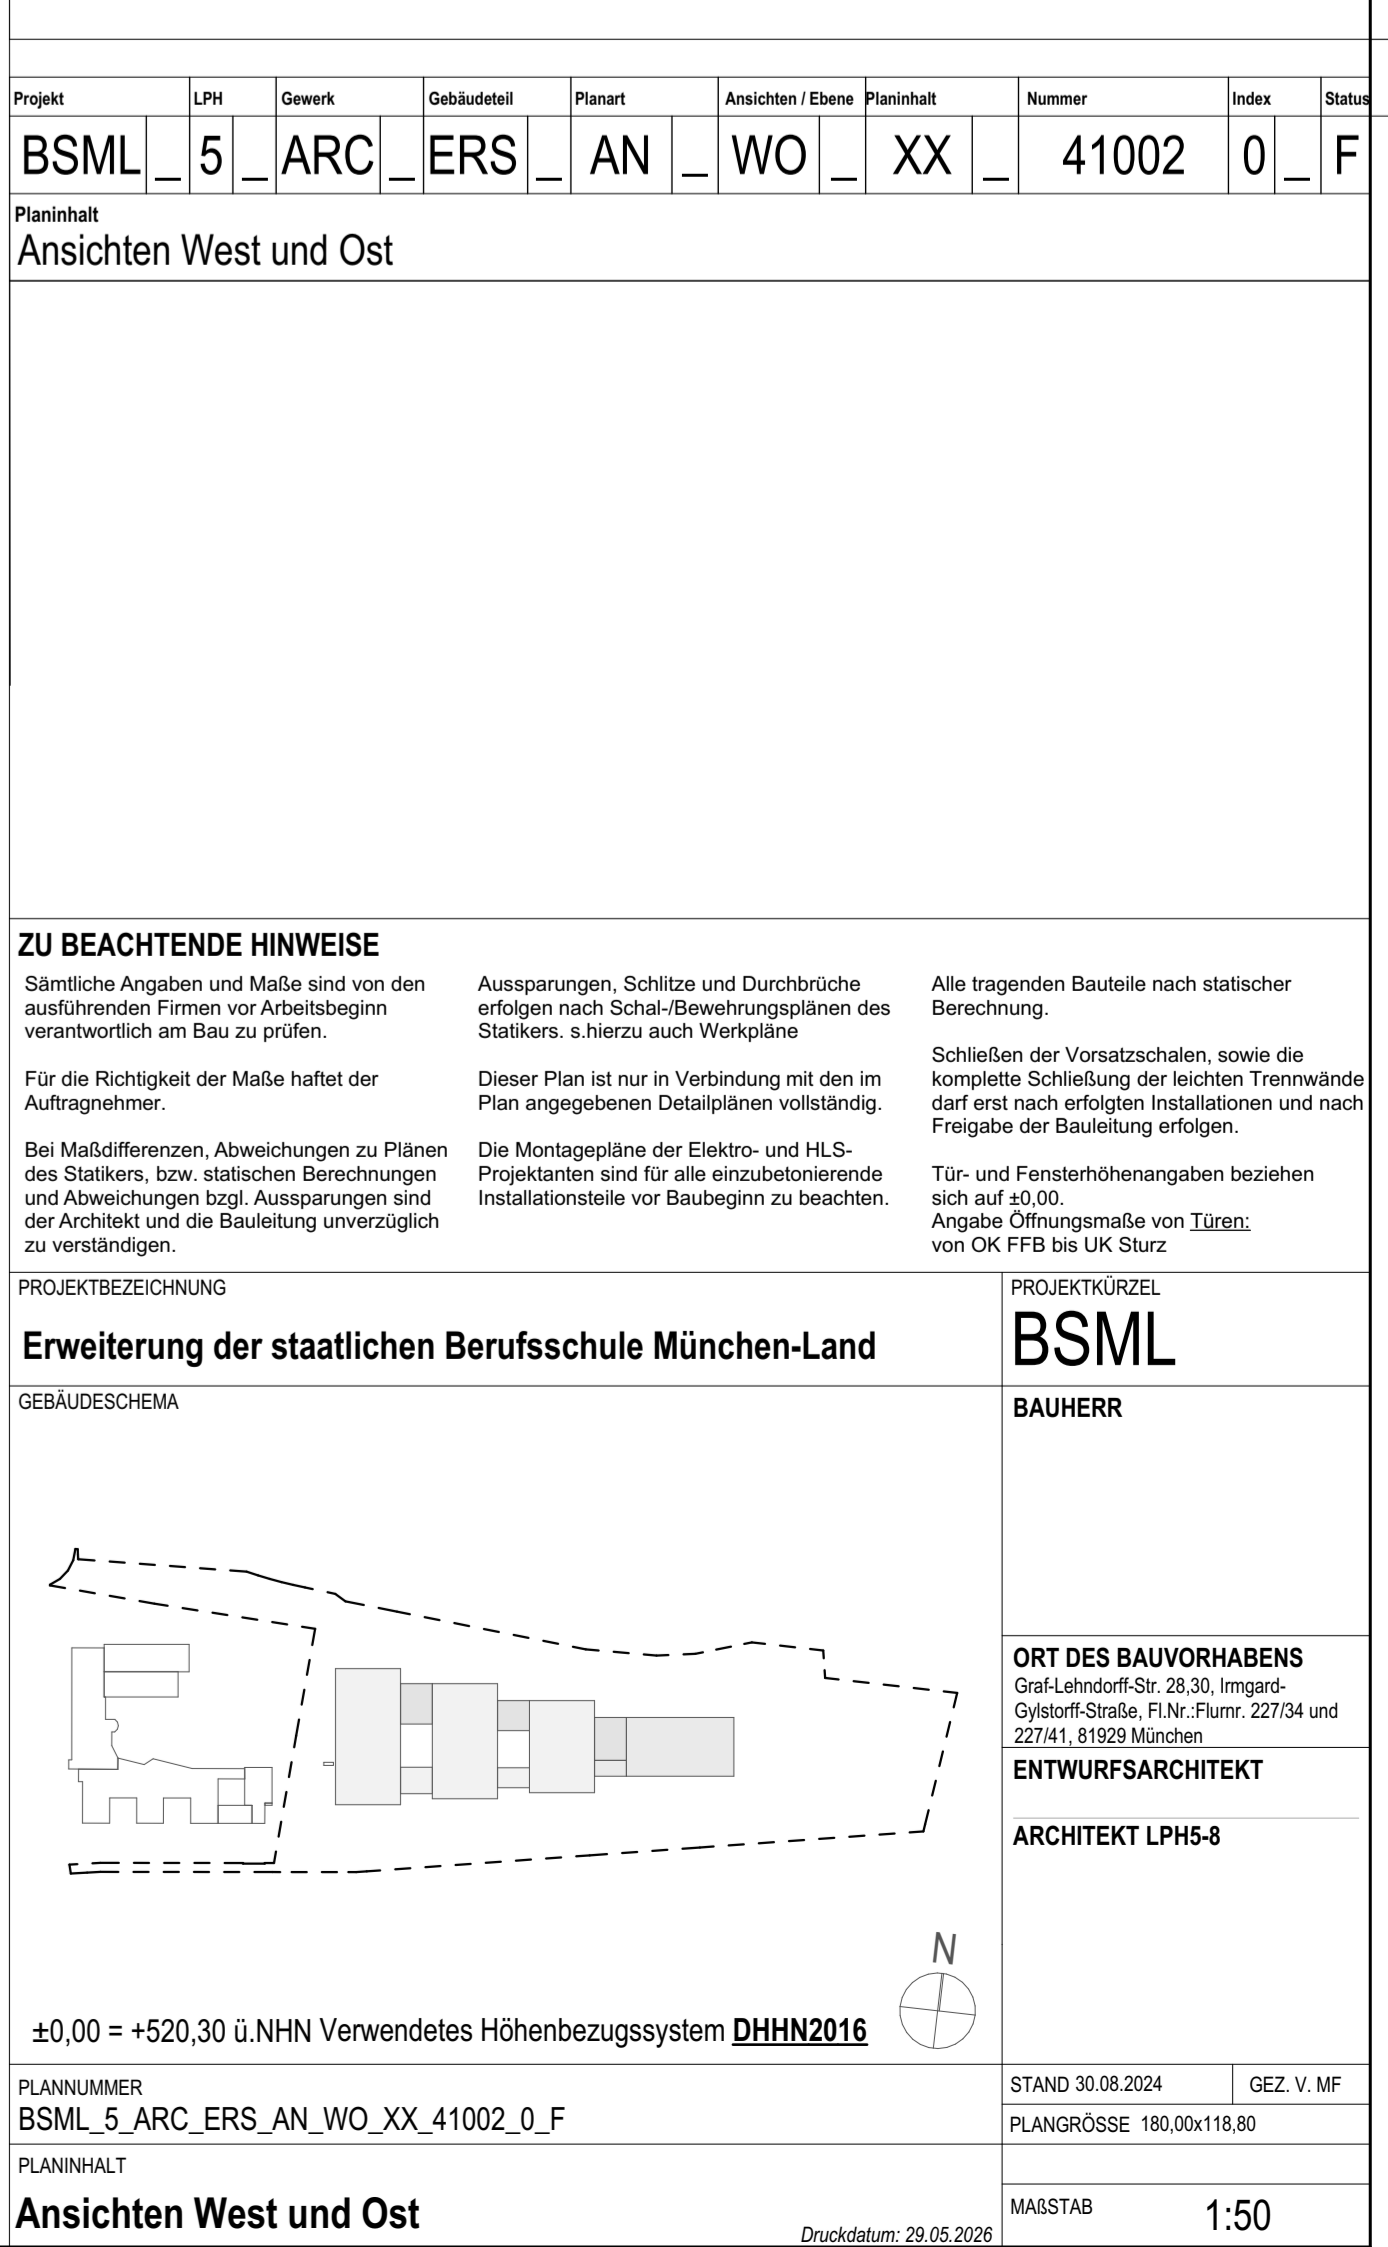 Projekt LPH Gewerk Gebäudeteil Planart Ansichten / Ebene Planinhalt Nummer Index Status
BSML _ 5 _ ARC _ ERS _ AN _ WO _ XX _ 41002 0 _ F
Planinhalt
Ansichten West und Ost
ZU BEACHTENDE HINWEISE
Sämtliche Angaben und Maße sind von den
ausführenden Firmen vor Arbeitsbeginn
verantwortlich am Bau zu prüfen.
Für die Richtigkeit der Maße haftet der
Auftragnehmer.
Bei Maßdifferenzen, Abweichungen zu Plänen
des Statikers, bzw. statischen Berechnungen
und Abweichungen bzgl. Aussparungen sind
der Architekt und die Bauleitung unverzüglich
zu verständigen.
Aussparungen, Schlitze und Durchbrüche
erfolgen nach Schal-/Bewehrungsplänen des
Statikers. s.hierzu auch Werkpläne
Dieser Plan ist nur in Verbindung mit den im
Plan angegebenen Detailplänen vollständig.
Die Montagepläne der Elektro- und HLS-
Projektanten sind für alle einzubetonierende
Installationsteile vor Baubeginn zu beachten.
Alle tragenden Bauteile nach statischer
Berechnung.
Schließen der Vorsatzschalen, sowie die
komplette Schließung der leichten Trennwände
darf erst nach erfolgten Installationen und nach
Freigabe der Bauleitung erfolgen.
Tür- und Fensterhöhenangaben beziehen
sich auf ±0,00.
Angabe Öffnungsmaße von Türen:
von OK FFB bis UK Sturz
PROJEKTBEZEICHNUNG
Erweiterung der staatlichen Berufsschule München-Land
PROJEKTKÜRZEL
BSML
GEBÄUDESCHEMA
BAUHERR
ORT DES BAUVORHABENS
Graf-Lehndorff-Str. 28,30, Irmgard-
Gylstorff-Straße, Fl.Nr.:Flurnr. 227/34 und
227/41, 81929 München
ENTWURFSARCHITEKT
ARCHITEKT LPH5-8
N
±0,00 = +520,30 ü.NHN Verwendetes Höhenbezugssystem DHHN2016
PLANNUMMER
BSML_5_ARC_ERS_AN_WO_XX_41002_0_F
STAND 30.08.2024 GEZ. V. MF
PLANGRÖSSE 180,00x118,80
PLANINHALT
Ansichten West und Ost
Druckdatum: 29.05.2026
MAßSTAB 1:50